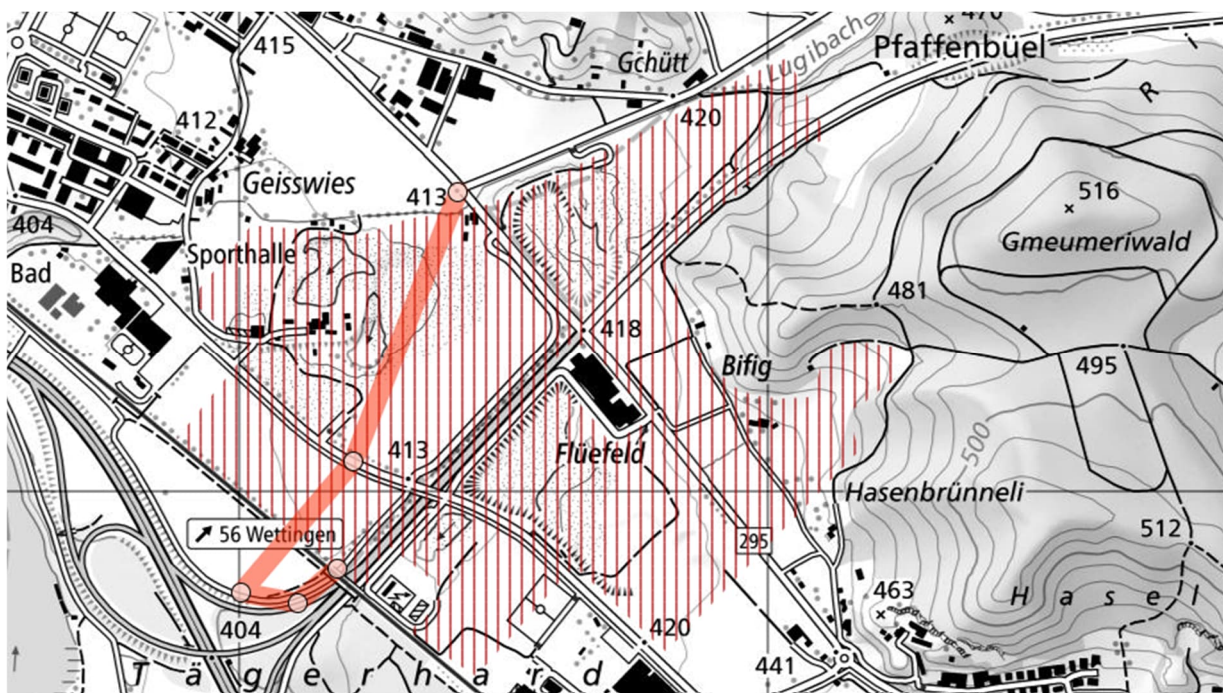 470
415
Gchütt
Lugibach
Pfaffenbüel
R
i
412
420
Geisswies
413
516
404
Sporthalle
Gmeumeriwald
Bad
481
418
Bifig
495
413
Flüefeld
500
Hasenbrünneli
56 Wettingen
295
512
463
H a s e l
404
420
441
T ä g e r h a r d